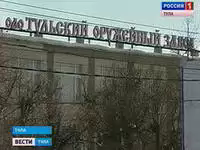 РОССИЯ 1
ТУЛА
ОАО ТУЛЬСКИЙ ОРУЖЕЙНЫЙ ЗАВОД
ТУЛА
ВЕСТИ ТУЛА